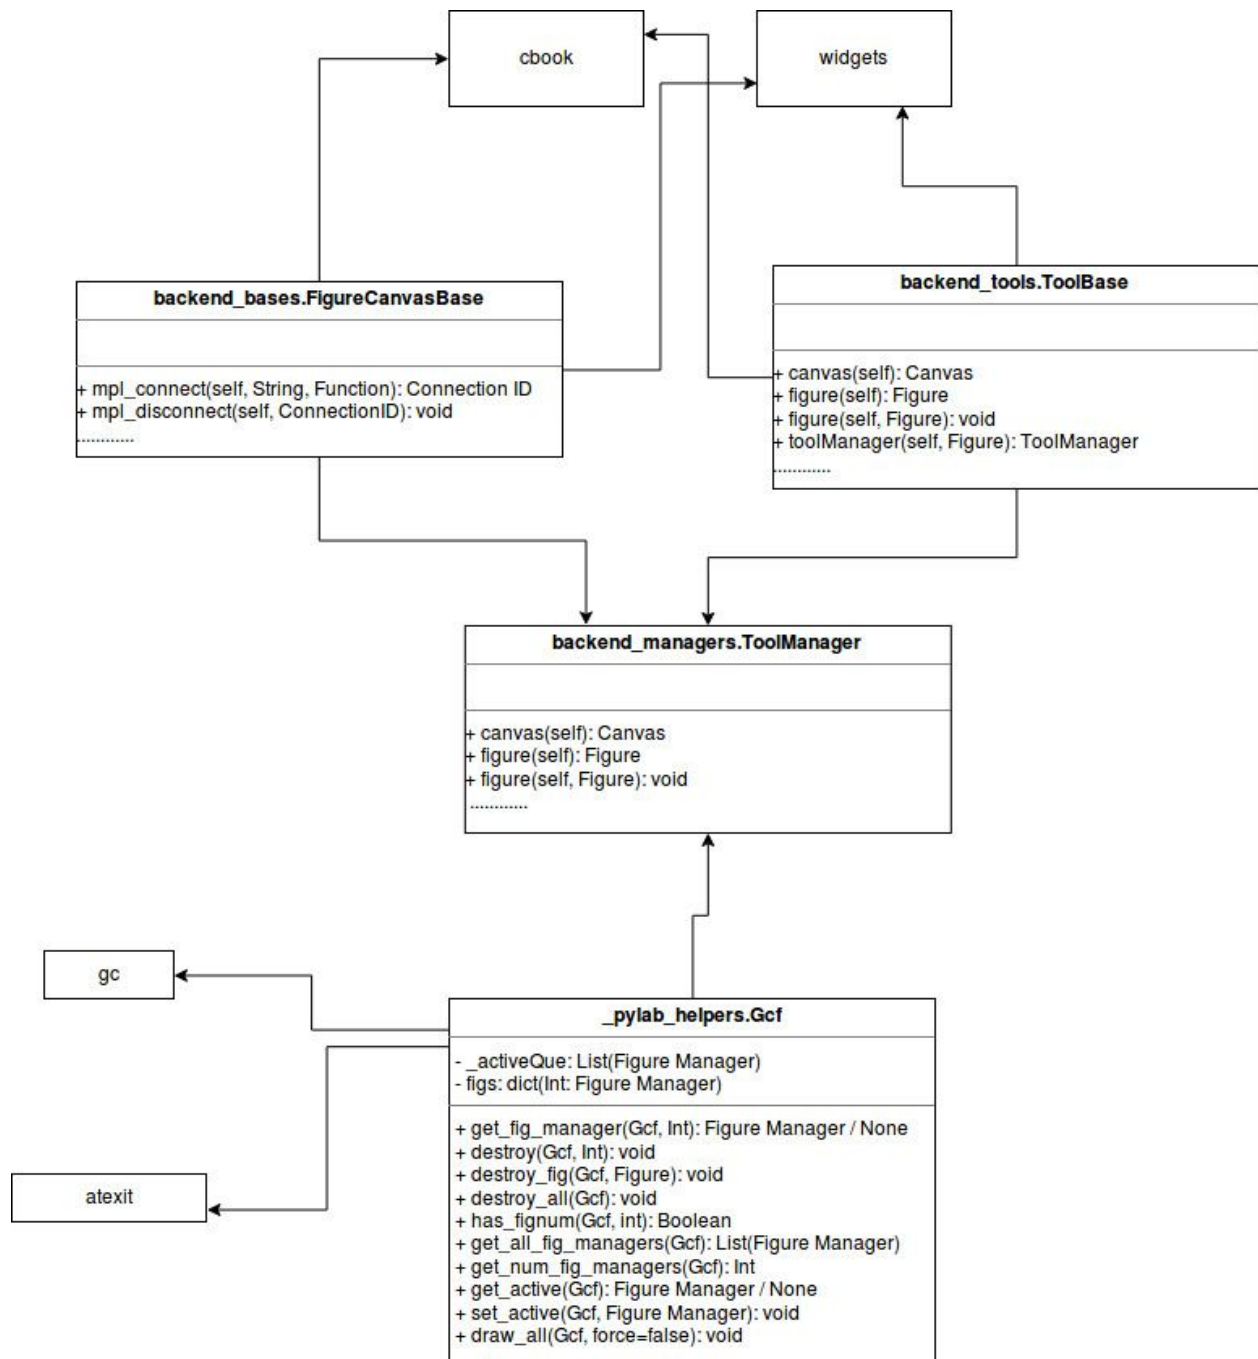 cbook
widgets
backend_bases.FigureCanvasBase
+ mpl_connect(self, String, Function): Connection ID
+ mpl_disconnect(self, ConnectionID): void
............
backend_tools.ToolBase
+ canvas(self): Canvas
+ figure(self): Figure
+ figure(self, Figure): void
+ toolManager(self, Figure): ToolManager
............
backend_managers.ToolManager
+ canvas(self): Canvas
+ figure(self): Figure
+ figure(self, Figure): void
............
gc
atexit
_pylab_helpers.Gcf
- _activeQue: List(Figure Manager)
- figs: dict(Int: Figure Manager)
+ get_fig_manager(Gcf, Int): Figure Manager / None
+ destroy(Gcf, Int): void
+ destroy_fig(Gcf, Figure): void
+ destroy_all(Gcf): void
+ has_fignum(Gcf, int): Boolean
+ get_all_fig_managers(Gcf): List(Figure Manager)
+ get_num_fig_managers(Gcf): Int
+ get_active(Gcf): Figure Manager / None
+ set_active(Gcf, Figure Manager): void
+ draw_all(Gcf, force=false): void